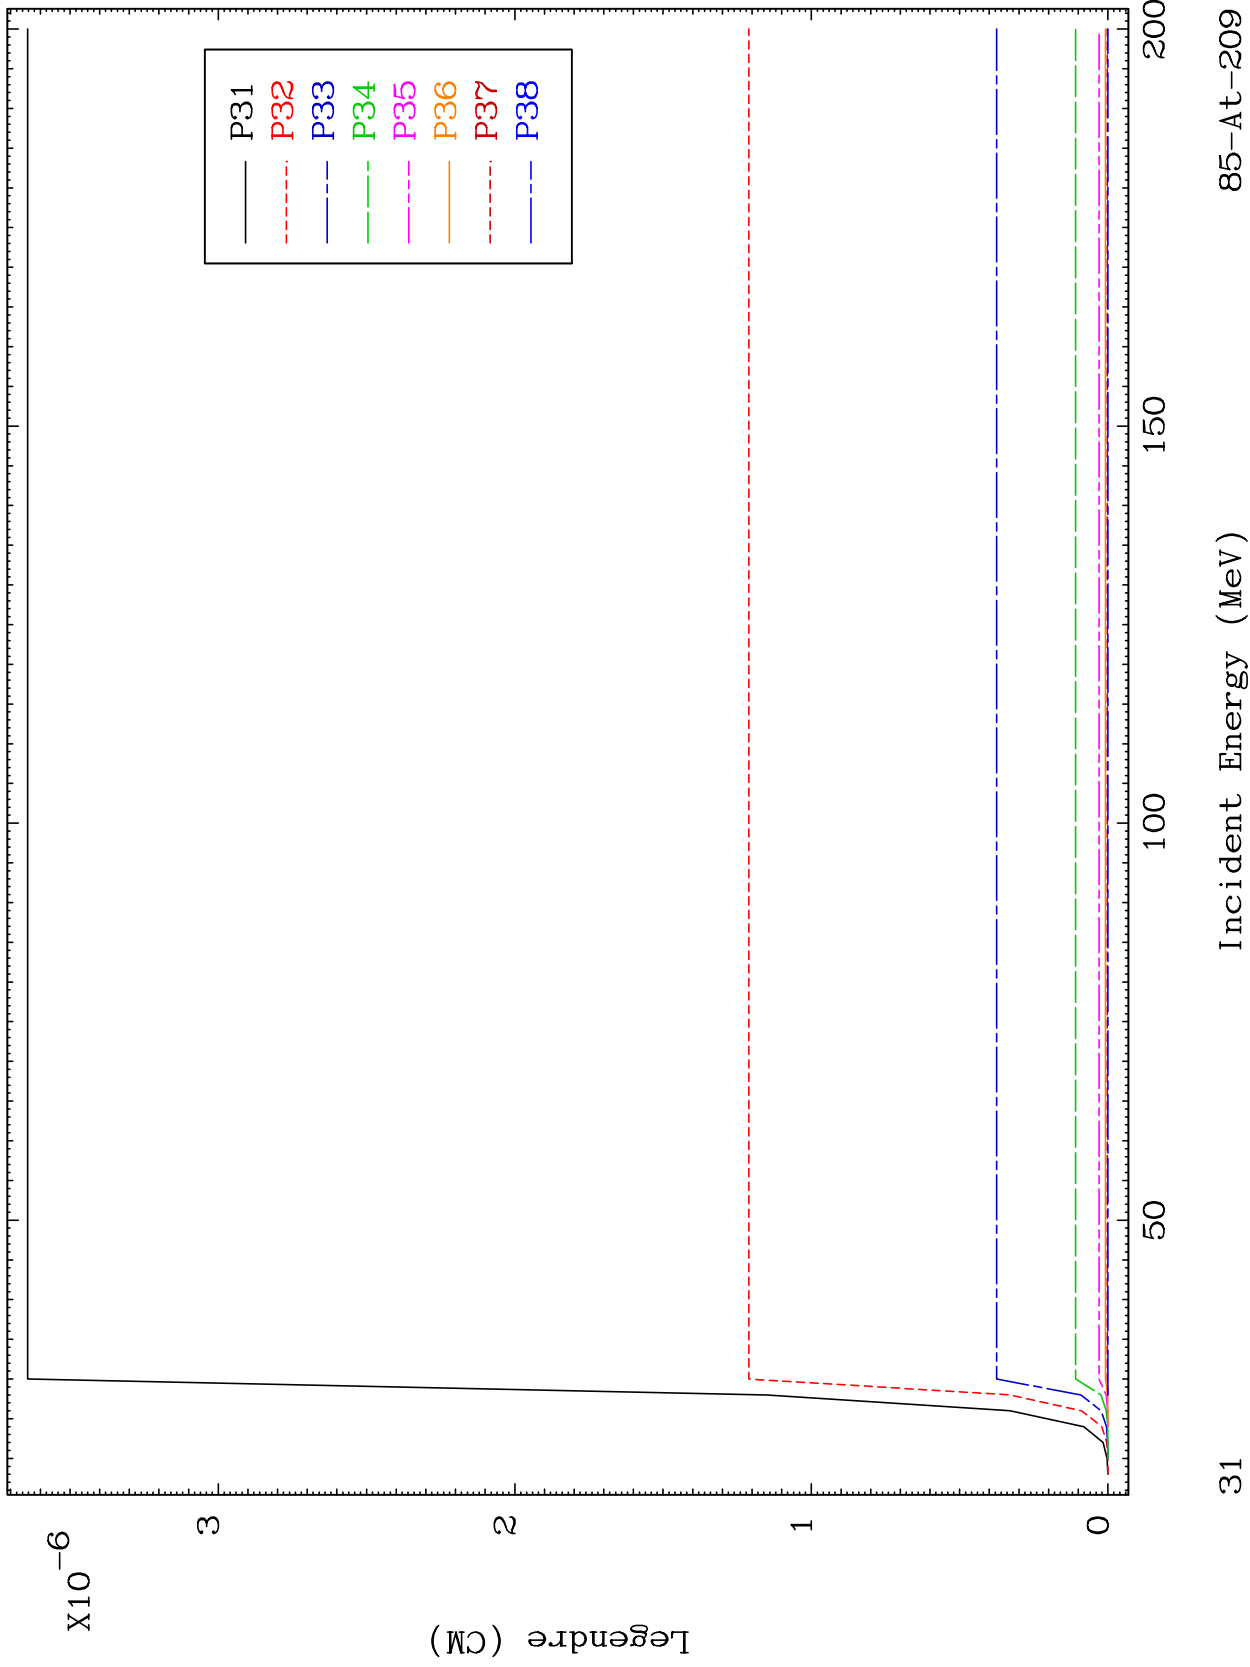 X10-6
3
2
1
0
Legendre (CM)
P31
P32
P33
P34
P35
P36
P37
P38
50
100
150
200
31
Incident Energy (MeV)
85-At-209